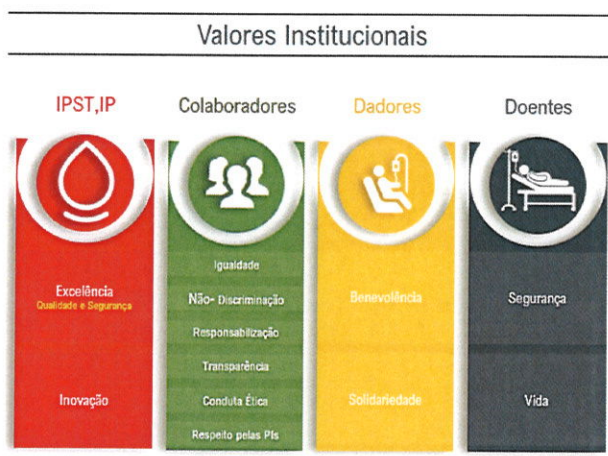 Valores Institucionais
IPST,IP
Colaboradores
Dadores
Doentes
Excelência
Qualidade e Segurança
Inovação
Igualdade
Não- Discriminação
Responsabilização
Transparência
Conduta Ética
Respeito pelas PIs
Benevolência
Solidariedade
Segurança
Vida